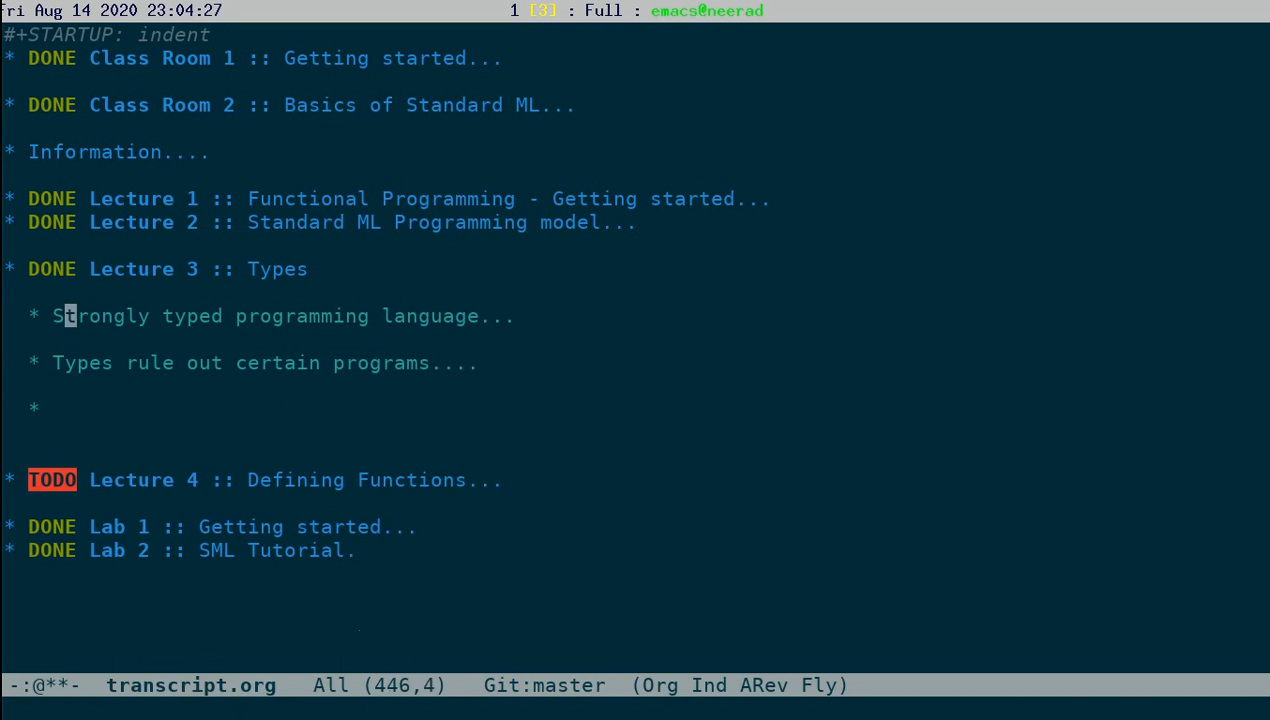 Fri Aug 14 2020 23:04:27 1 [3] : Full : emacs@neerad
#+STARTUP: indent
* DONE Class Room 1 :: Getting started...
* DONE Class Room 2 :: Basics of Standard ML...
* Information....
* DONE Lecture 1 :: Functional Programming - Getting started...
* DONE Lecture 2 :: Standard ML Programming model...
* DONE Lecture 3 :: Types
* Strongly typed programming language...
* Types rule out certain programs....
*
* TODO Lecture 4 :: Defining Functions...
* DONE Lab 1 :: Getting started...
* DONE Lab 2 :: SML Tutorial.
-:@**- transcript.org All (446,4) Git:master (Org Ind ARev Fly)